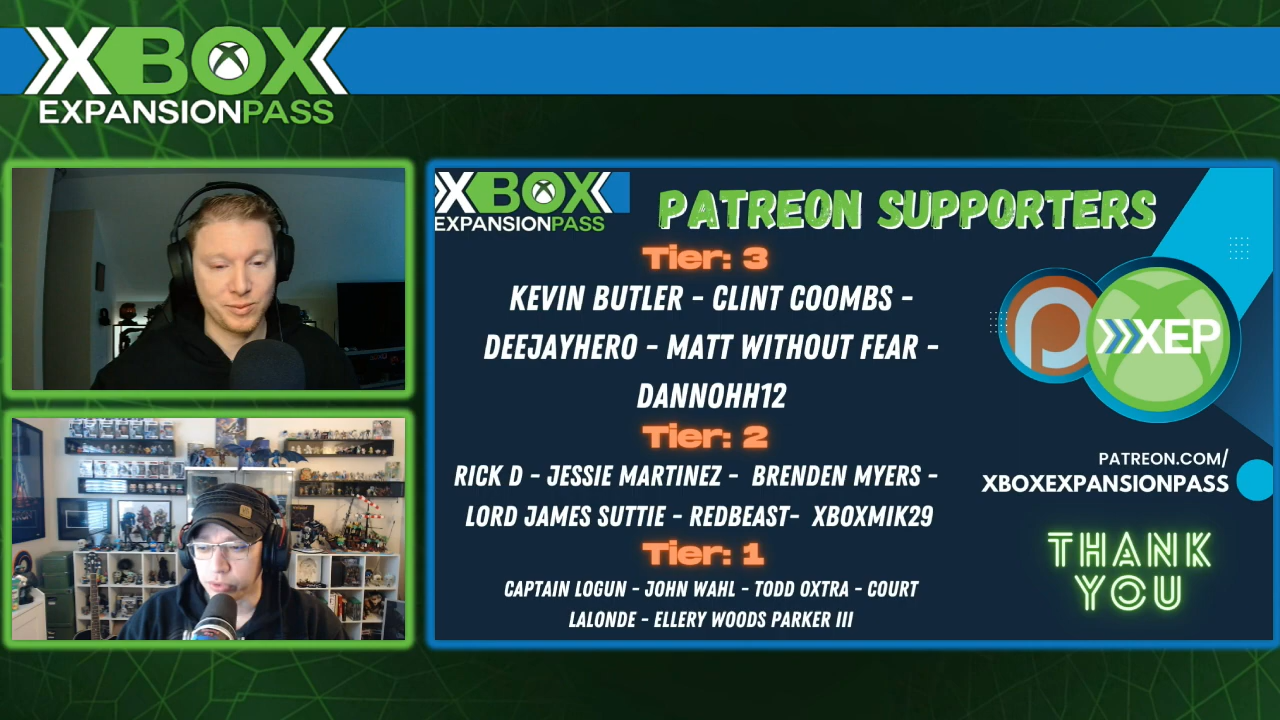 XBOX
EXPANSIONPASS
XBOX
EXPANSIONPASS
PATREON SUPPORTERS
Tier: 3
KEVIN BUTLER - CLINT COOMBS -
DEEJAYHERO - MATT WITHOUT FEAR -
DANNOHH12
Tier: 2
RICK D - JESSIE MARTINEZ - BRENDEN MYERS -
LORD JAMES SUTTIE - REDBEAST- XBOXMIK29
Tier: 1
CAPTAIN LOGUN - JOHN WAHL - TODD OXTRA - COURT
LALONDE - ELLERY WOODS PARKER III
XEP
PATREON.COM/
XBOXEXPANSIONPASS
THANK
YOU